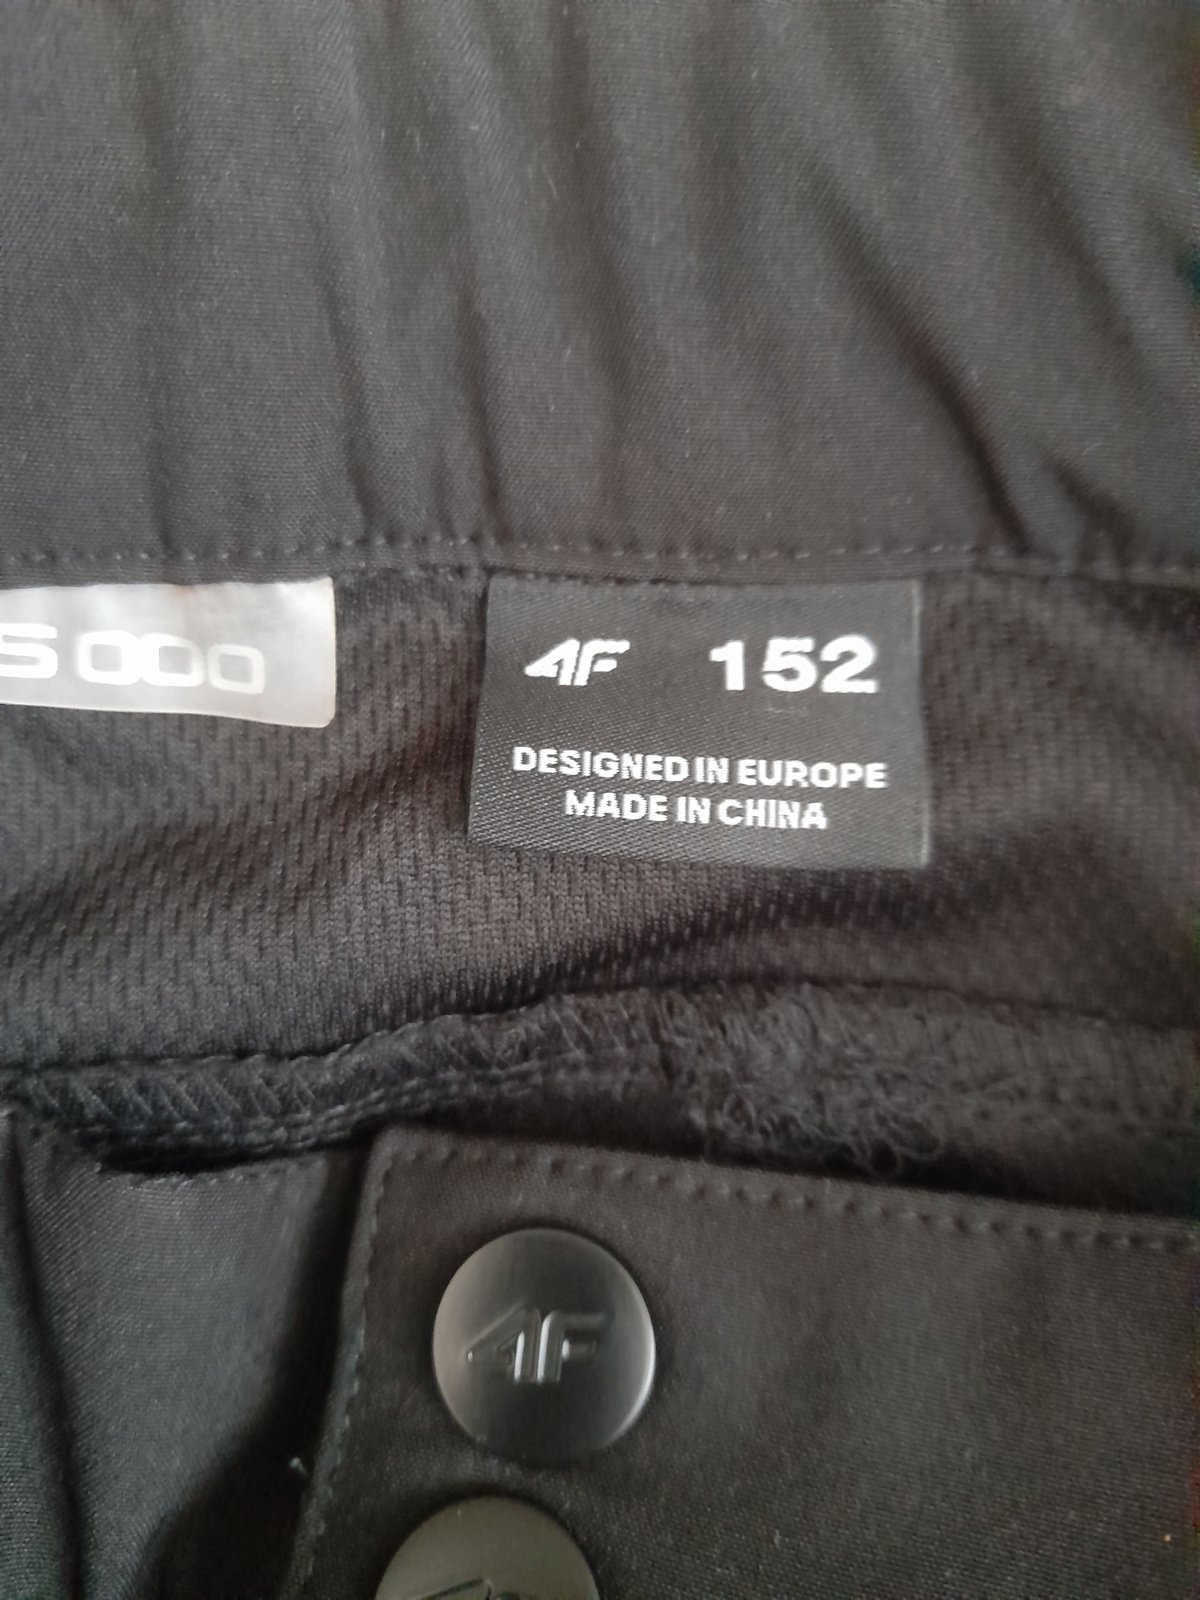 5 000
4F 152
DESIGNED IN EUROPE
MADE IN CHINA
4F